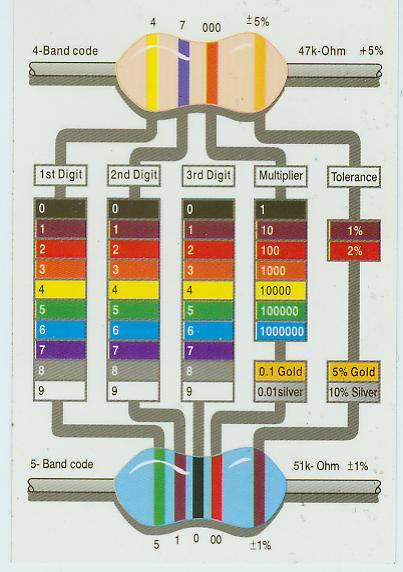 4 7 000 ±5%
4-Band code 47k-Ohm +5%
1st Digit 2nd Digit 3rd Digit Multiplier Tolerance
0 0 0 1
1 1 1 10 1%
2 2 2 100 2%
3 3 3 1000
4 4 4 10000
5 5 5 100000
6 6 6 1000000
7 7 7
8 8 8 0.1 Gold 5% Gold
9 9 9 0.01silver 10% Silver
5- Band code 51k- Ohm ±1%
5 1 0 00 ±1%